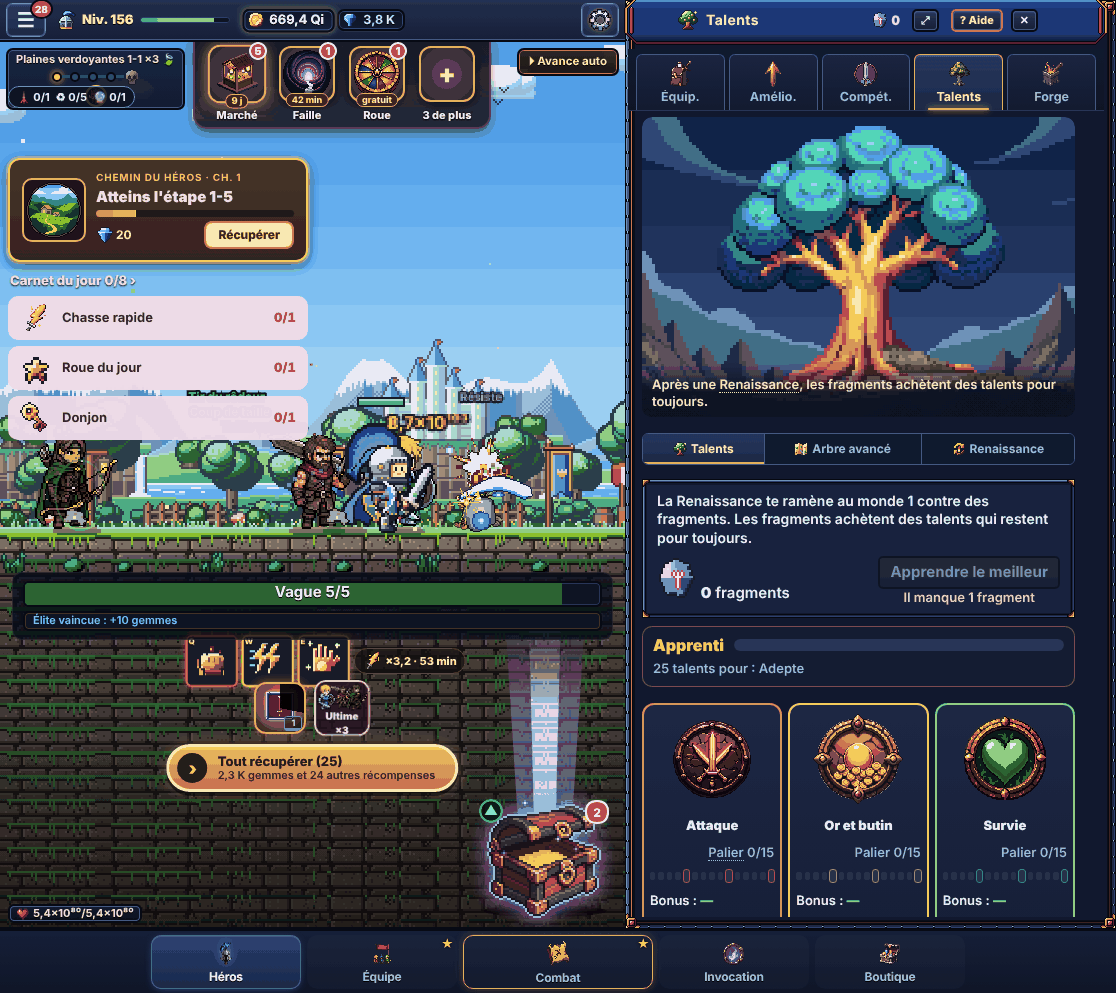 28
Niv. 156
669,4 Qi
3,8 K
Talents
0
? Aide
Plaines verdoyantes 1-1 ×3
0/1
0/5
0/1
5
9 j
Marché
1
42 min
Faille
1
gratuit
Roue
3 de plus
Avance auto
Équip.
Amélio.
Compét.
Talents
Forge
CHEMIN DU HÉROS · CH. 1
Atteins l'étape 1-5
20
Récupérer
Carnet du jour 0/8 ›
Chasse rapide
0/1
Roue du jour
0/1
Donjon
0/1
Résiste
Après une Renaissance, les fragments achètent des talents pour
toujours.
Talents
Arbre avancé
Renaissance
La Renaissance te ramène au monde 1 contre des
fragments. Les fragments achètent des talents qui restent
pour toujours.
0 fragments
Apprendre le meilleur
Il manque 1 fragment
Vague 5/5
Élite vaincue : +10 gemmes
Q
W
E
×3,2 · 53 min
1
Ultime
×3
Tout récupérer (25)
2,3 K gemmes et 24 autres récompenses
2
Apprenti
25 talents pour : Adepte
Attaque
Palier 0/15
Bonus : —
Or et butin
Palier 0/15
Bonus : —
Survie
Palier 0/15
Bonus : —
5,4×10⁸⁰/5,4×10⁸⁰
Héros
Équipe
Combat
Invocation
Boutique